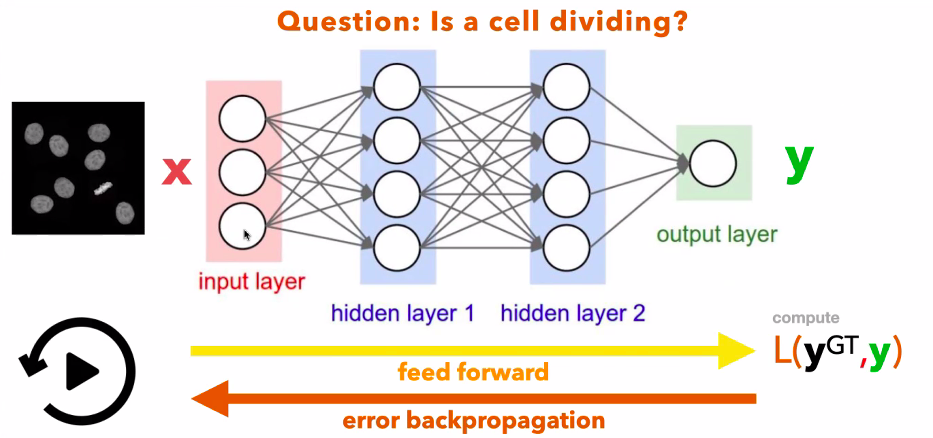 Question: Is a cell dividing?
x
y
input layer
hidden layer 1
hidden layer 2
output layer
compute
L(yGT,y)
feed forward
error backpropagation